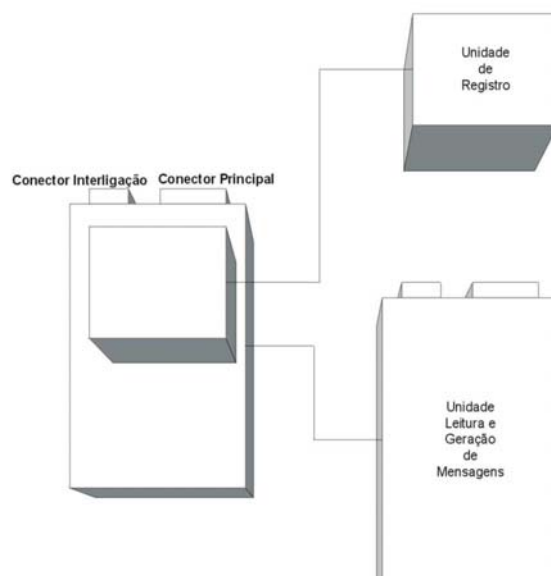 Unidade
de
Registro
Conector Interligação Conector Principal
Unidade
Leitura e
Geração
de
Mensagens